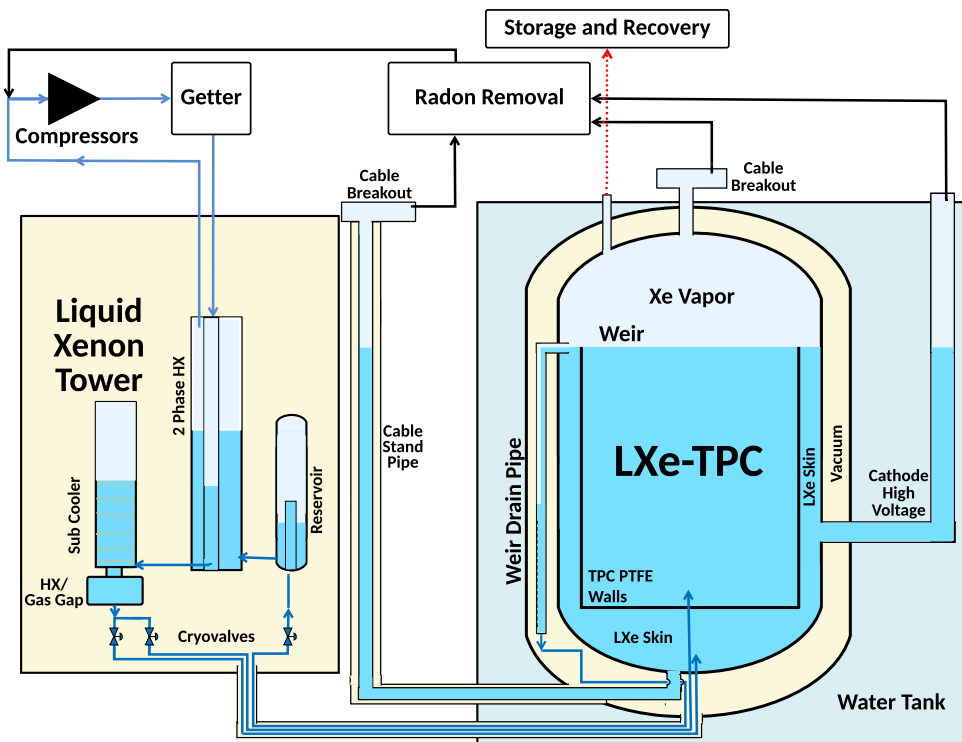 Storage and Recovery
Getter
Radon Removal
Compressors
Cable
Breakout
Cable
Breakout
Liquid
Xenon
Tower
Xe Vapor
Weir
2 Phase HX
Cable
Stand
Pipe
LXe-TPC
Weir Drain Pipe
LXe Skin
Vacuum
Cathode
High
Voltage
Sub Cooler
Reservoir
HX/
Gas Gap
TPC PTFE
Walls
Cryovalves
LXe Skin
Water Tank